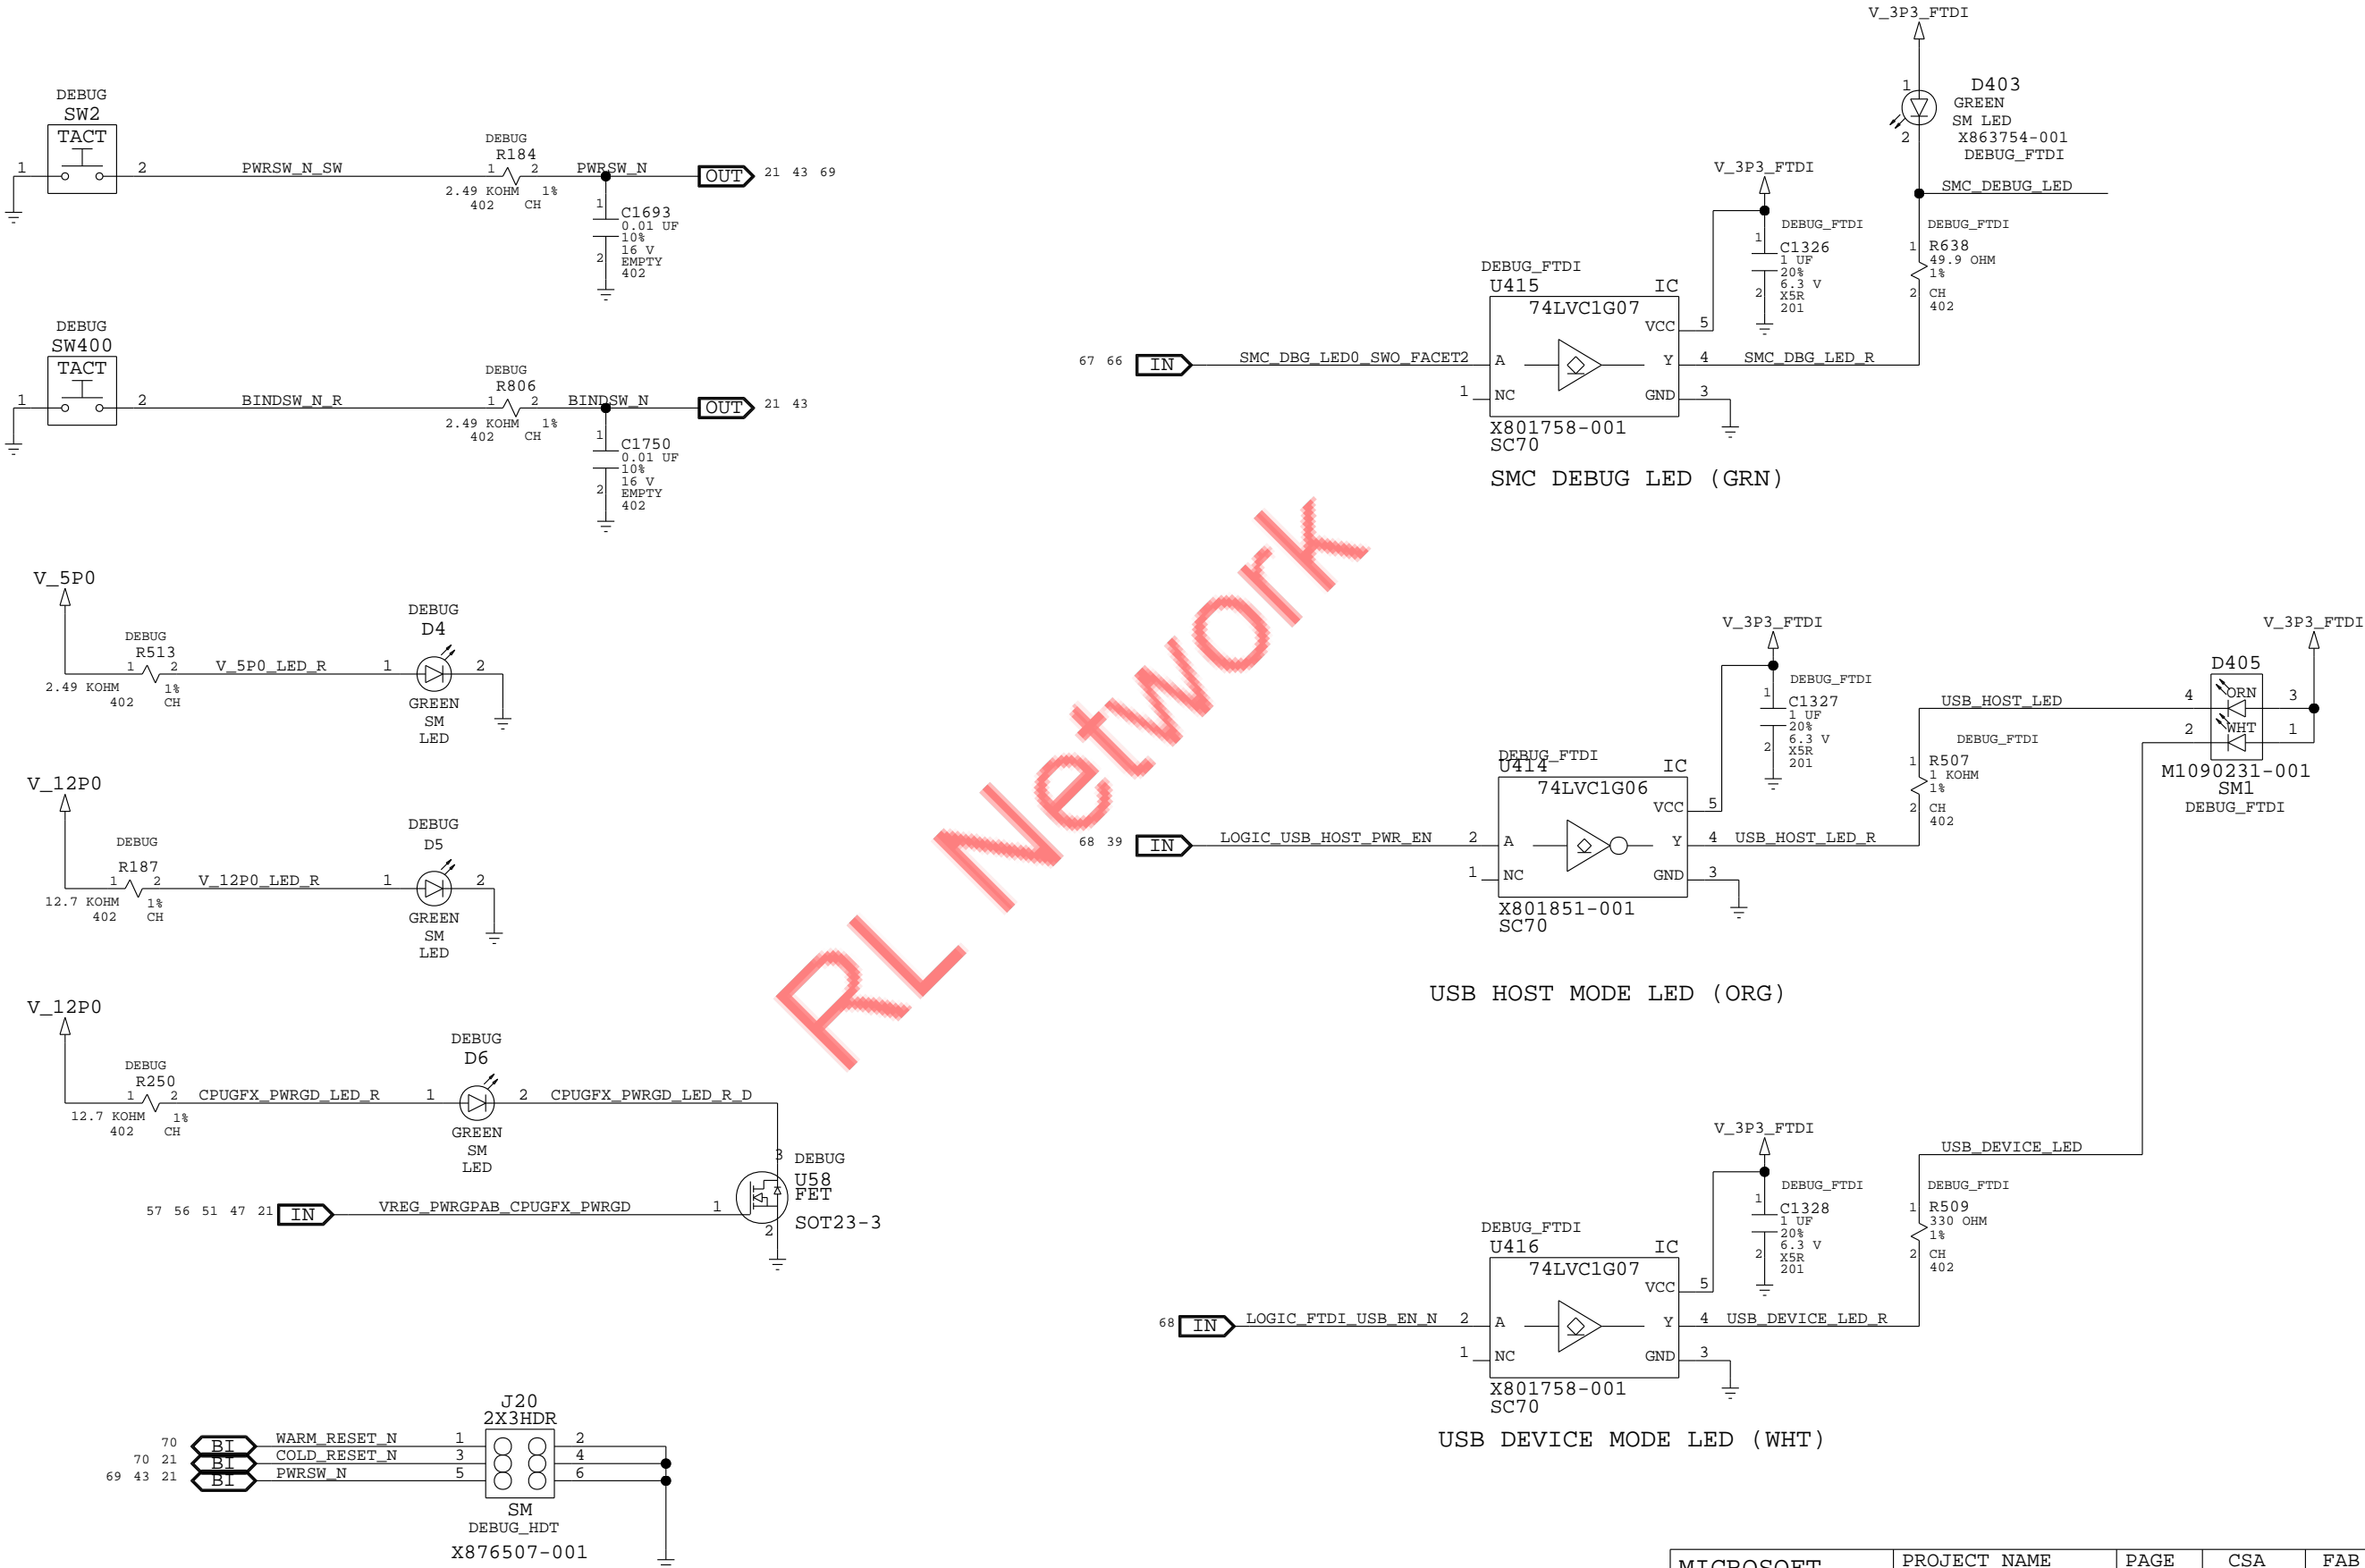 DEBUG
SW2
TACT
1
2
PWRSW_N_SW
DEBUG
R184
1 2
2.49 KOHM 1%
402 CH
PWRSW_N
OUT 21 43 69
1
C1693
0.01 UF
10%
16 V
2
EMPTY
402
DEBUG
SW400
TACT
1
2
BINDSW_N_R
DEBUG
R806
1 2
2.49 KOHM 1%
402 CH
BINDSW_N
OUT 21 43
1
C1750
0.01 UF
10%
16 V
2
EMPTY
402
V_5P0
DEBUG
R513
1 2
2.49 KOHM 1%
402 CH
V_5P0_LED_R
DEBUG
D4
1 2
GREEN
SM
LED
V_12P0
DEBUG
R187
1 2
12.7 KOHM 1%
402 CH
V_12P0_LED_R
DEBUG
D5
1 2
GREEN
SM
LED
V_12P0
DEBUG
R250
1 2
12.7 KOHM 1%
402 CH
CPUGFX_PWRGD_LED_R
DEBUG
D6
1 2
GREEN
SM
LED
CPUGFX_PWRGD_LED_R_D
3
DEBUG
U58
FET
SOT23-3
1
2
57 56 51 47 21 IN
VREG_PWRGPAB_CPUGFX_PWRGD
J20
2X3HDR
70 BI WARM_RESET_N 1 2
70 21 BI COLD_RESET_N 3 4
69 43 21 BI PWRSW_N 5 6
SM
DEBUG_HDT
X876507-001
RL Network
V_3P3_FTDI
1
D403
GREEN
SM LED
2
X863754-001
DEBUG_FTDI
SMC_DEBUG_LED
V_3P3_FTDI
DEBUG_FTDI
1
C1326
1 UF
20%
6.3 V
2
X5R
201
DEBUG_FTDI
1 R638
49.9 OHM
1%
2 CH
402
DEBUG_FTDI
U415 IC
74LVC1G07
VCC 5
67 66 IN SMC_DBG_LED0_SWO_FACET 2 A
Y 4 SMC_DBG_LED_R
1 NC
GND 3
X801758-001
SC70
SMC DEBUG LED (GRN)
V_3P3_FTDI
DEBUG_FTDI
1
C1327
1 UF
20%
6.3 V
2
X5R
201
V_3P3_FTDI
D405
USB_HOST_LED 4 ORN 3
2 WHT 1
M1090231-001
SM1
DEBUG_FTDI
DEBUG_FTDI
1 R507
1 KOHM
1%
2 CH
402
DEBUG_FTDI
U414 IC
74LVC1G06
VCC 5
68 39 IN LOGIC_USB_HOST_PWR_EN 2 A
Y 4 USB_HOST_LED_R
1 NC
GND 3
X801851-001
SC70
USB HOST MODE LED (ORG)
V_3P3_FTDI
DEBUG_FTDI
1
C1328
1 UF
20%
6.3 V
2
X5R
201
USB_DEVICE_LED
DEBUG_FTDI
1 R509
330 OHM
1%
2 CH
402
DEBUG_FTDI
U416 IC
74LVC1G07
VCC 5
68 IN LOGIC_FTDI_USB_EN_N 2 A
Y 4 USB_DEVICE_LED_R
1 NC
GND 3
X801758-001
SC70
USB DEVICE MODE LED (WHT)
MICROSOFT
PROJECT NAME
PAGE
CSA
FAB